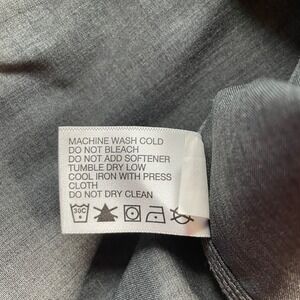 MACHINE WASH COLD
DO NOT BLEACH
DO NOT ADD SOFTENER
TUMBLE DRY LOW
COOL IRON WITH PRESS
CLOTH
DO NOT DRY CLEAN
30C